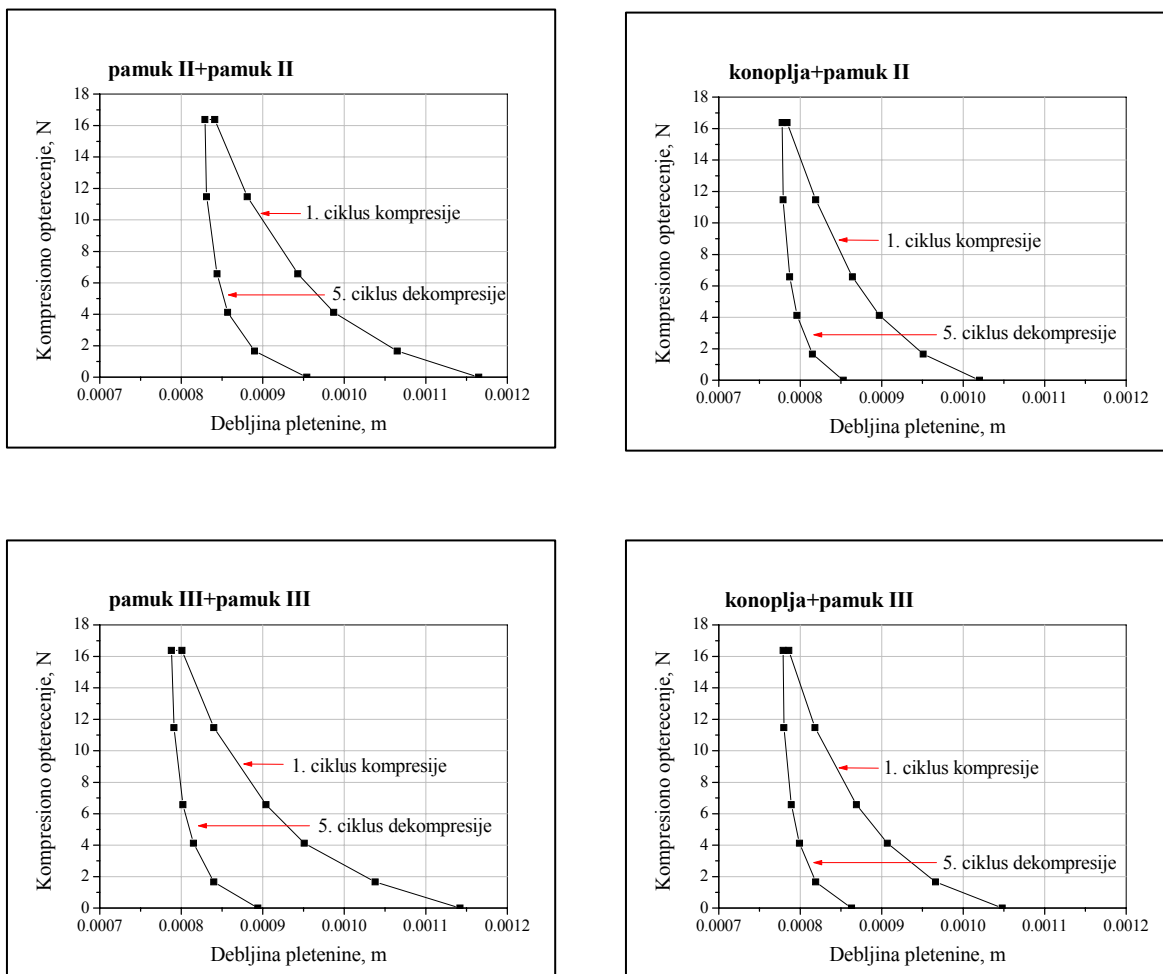 pamuk II+pamuk II
18
16
14
12
10
8
6
4
2
0
Kompresiono opterecenje, N
1. ciklus kompresije
5. ciklus dekompresije
0.0007 0.0008 0.0009 0.0010 0.0011 0.0012
Debljina pletenine, m
konoplja+pamuk II
18
16
14
12
10
8
6
4
2
0
Kompresiono opterecenje, N
1. ciklus kompresije
5. ciklus dekompresije
0.0007 0.0008 0.0009 0.0010 0.0011 0.0012
Debljina pletenine, m
pamuk III+pamuk III
18
16
14
12
10
8
6
4
2
0
Kompresiono opterecenje, N
1. ciklus kompresije
5. ciklus dekompresije
0.0007 0.0008 0.0009 0.0010 0.0011 0.0012
Debljina pletenine, m
konoplja+pamuk III
18
16
14
12
10
8
6
4
2
0
Kompresiono opterecenje, N
1. ciklus kompresije
5. ciklus dekompresije
0.0007 0.0008 0.0009 0.0010 0.0011 0.0012
Debljina pletenine, m